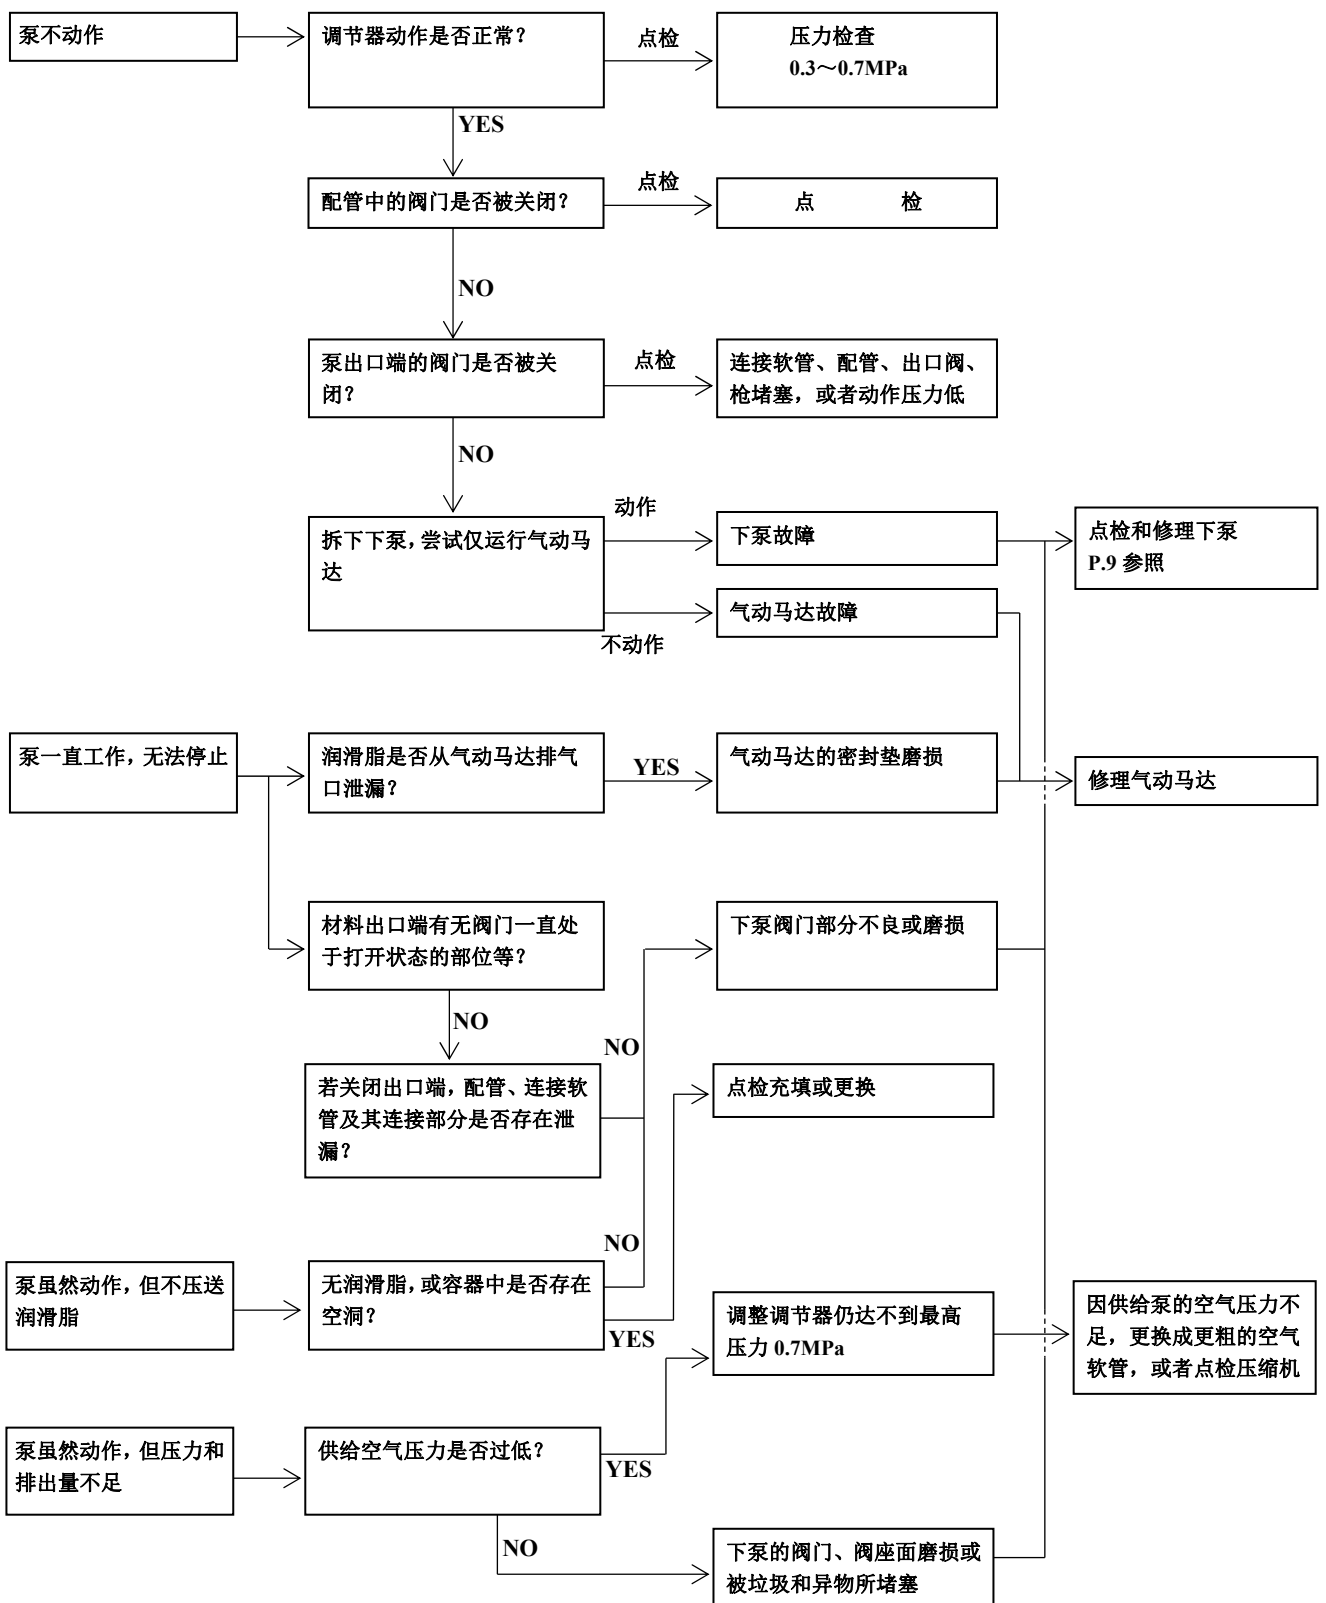 泵不动作
调节器动作是否正常？
点检
压力检查
0.3～0.7MPa
YES
配管中的阀门是否被关闭？
点检
点 检
NO
泵出口端的阀门是否被关
闭？
点检
连接软管、配管、出口阀、
枪堵塞，或者动作压力低
NO
拆下下泵，尝试仅运行气动马
达
动作
下泵故障
点检和修理下泵
P.9 参照
不动作
气动马达故障
泵一直工作，无法停止
润滑脂是否从气动马达排气
口泄漏？
YES
气动马达的密封垫磨损
修理气动马达
材料出口端有无阀门一直处
于打开状态的部位等？
下泵阀门部分不良或磨损
NO
NO
若关闭出口端，配管、连接软
管及其连接部分是否存在泄
漏？
点检充填或更换
NO
泵虽然动作，但不压送
润滑脂
无润滑脂，或容器中是否存在
空洞？
YES
调整调节器仍达不到最高
压力 0.7MPa
因供给泵的空气压力不
足，更换成更粗的空气
软管，或者点检压缩机
泵虽然动作，但压力和
排出量不足
供给空气压力是否过低？
YES
NO
下泵的阀门、阀座面磨损或
被垃圾和异物所堵塞